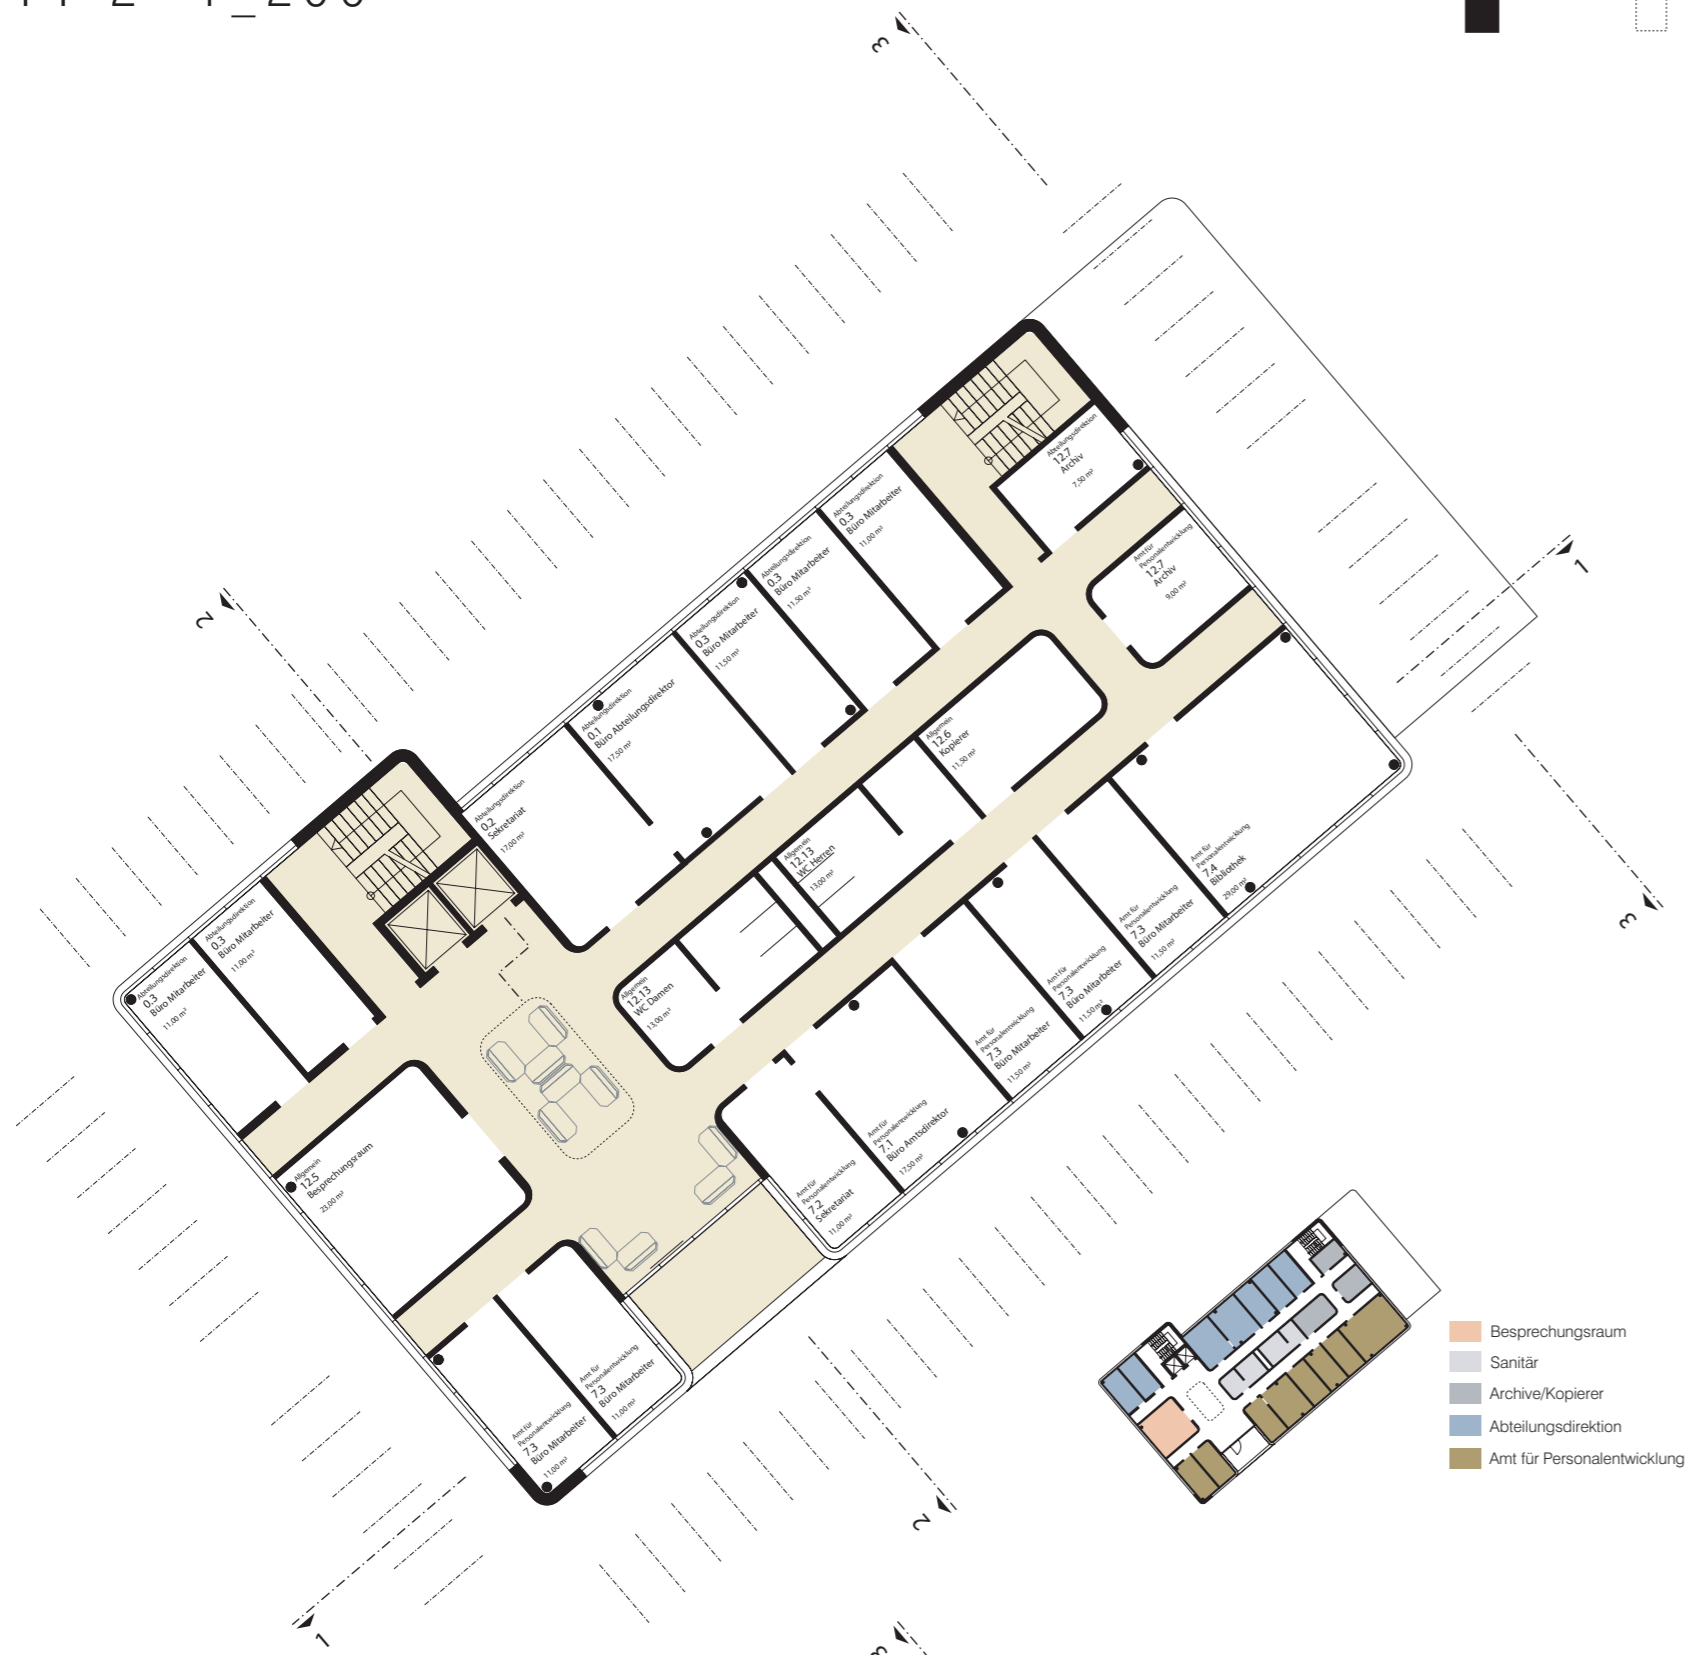 3
Abteilungsdirektion
12.7
Archiv
7,50 m²
Abteilungsdirektion
0.3
Büro Mitarbeiter
11,00 m²
Amt für
Personalentwicklung
12.7
Archiv
9,00 m²
1
Abteilungsdirektion
0.3
Büro Mitarbeiter
11,50 m²
Abteilungsdirektion
0.3
Büro Mitarbeiter
11,50 m²
2
Abteilungsdirektion
0.1
Büro Abteilungsdirektor
17,50 m²
Allgemein
12.6
Kopierer
11,50 m²
Abteilungsdirektion
0.2
Sekretariat
17,00 m²
Allgemein
12.13
WC Herren
13,00 m²
Amt für
Personalentwicklung
7.4
Bibliothek
29,00 m²
Abteilungsdirektion
0.3
Büro Mitarbeiter
11,00 m²
Abteilungsdirektion
0.3
Büro Mitarbeiter
11,00 m²
Allgemein
12.13
WC Damen
13,00 m²
Amt für
Personalentwicklung
7.3
Büro Mitarbeiter
11,50 m²
3
Amt für
Personalentwicklung
7.3
Büro Mitarbeiter
11,50 m²
Amt für
Personalentwicklung
7.3
Büro Mitarbeiter
11,50 m²
Amt für
Personalentwicklung
7.1
Büro Amtsdirektor
17,50 m²
Allgemein
12.5
Besprechungsraum
23,00 m²
Amt für
Personalentwicklung
7.2
Sekretariat
11,00 m²
Amt für
Personalentwicklung
7.3
Büro Mitarbeiter
11,00 m²
Amt für
Personalentwicklung
7.3
Büro Mitarbeiter
11,00 m²
Besprechungsraum
Sanitär
Archive/Kopierer
Abteilungsdirektion
Amt für Personalentwicklung
2
1
3